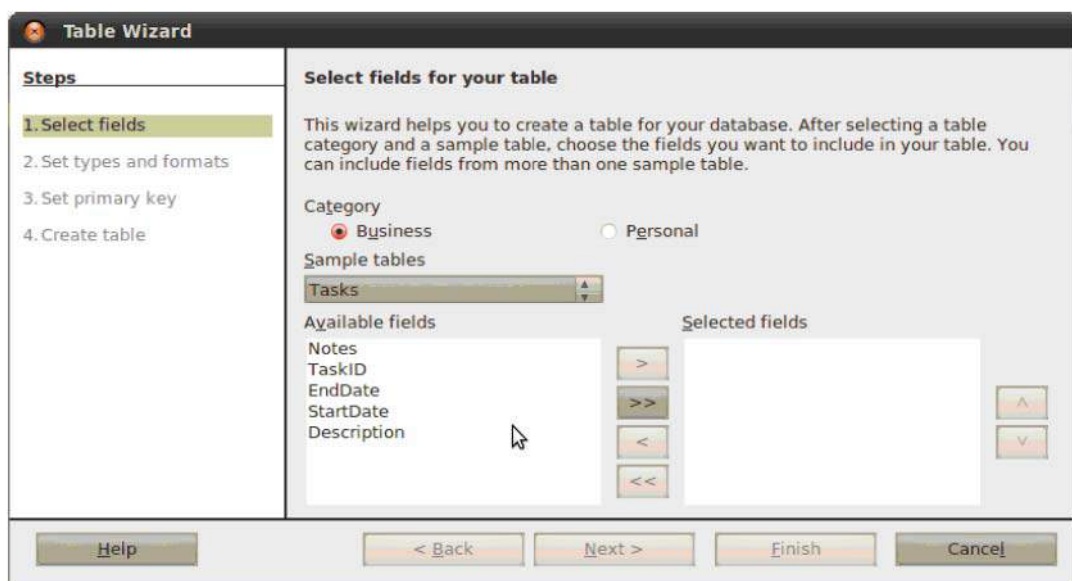 Table Wizard
Steps
1. Select fields
2. Set types and formats
3. Set primary key
4. Create table
Select fields for your table
This wizard helps you to create a table for your database. After selecting a table
category and a sample table, choose the fields you want to include in your table. You
can include fields from more than one sample table.
Category
Business
Personal
Sample tables
Tasks
Available fields
Notes
TaskID
EndDate
StartDate
Description
>
>>
<
<<
Selected fields
Help
< Back
Next >
Finish
Cancel